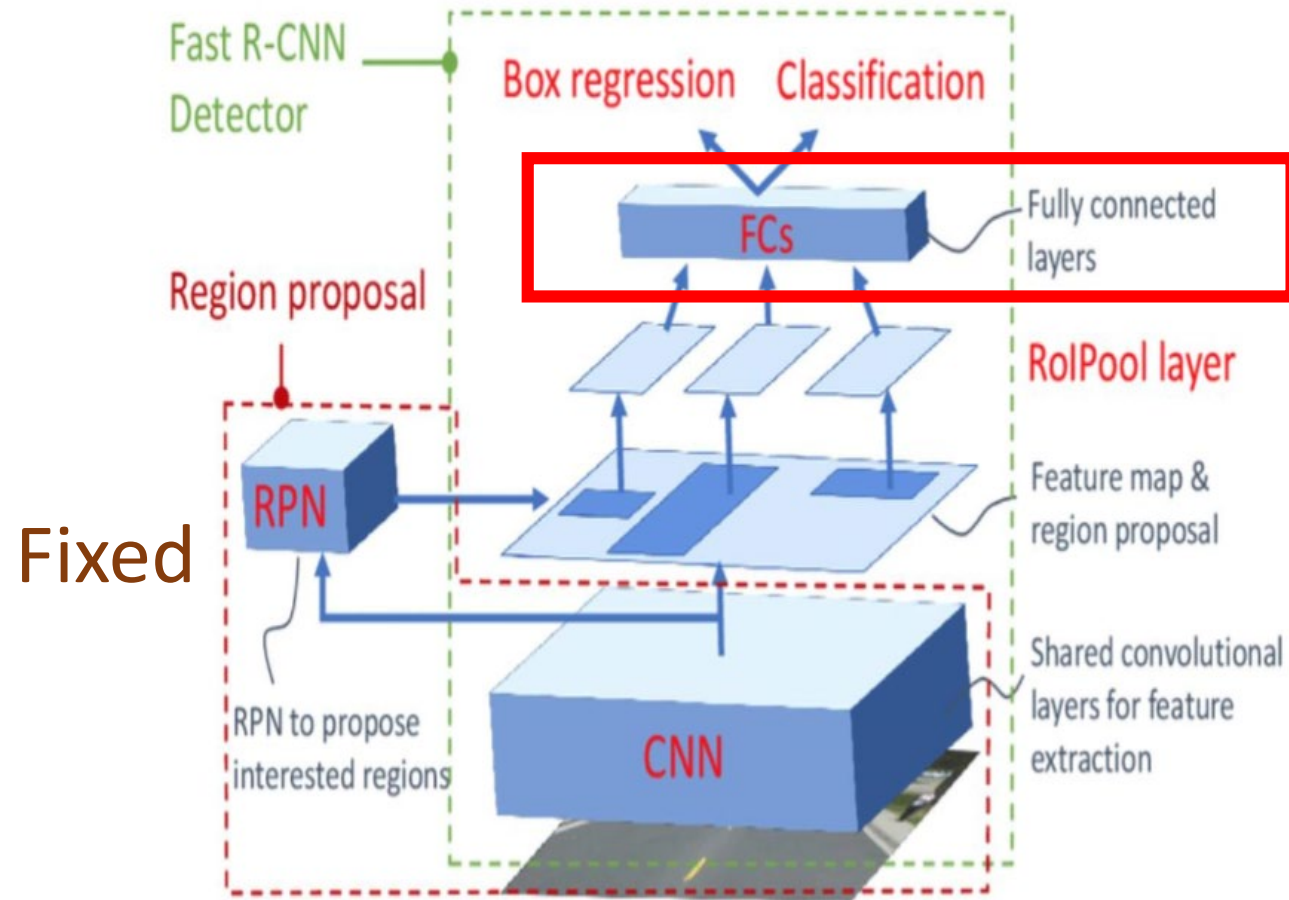 Fast R-CNN
Detector
Box regression
Classification
FCs
Fully connected
layers
Region proposal
RoIPool layer
RPN
Feature map &
region proposal
Fixed
RPN to propose
interested regions
CNN
Shared convolutional
layers for feature
extraction